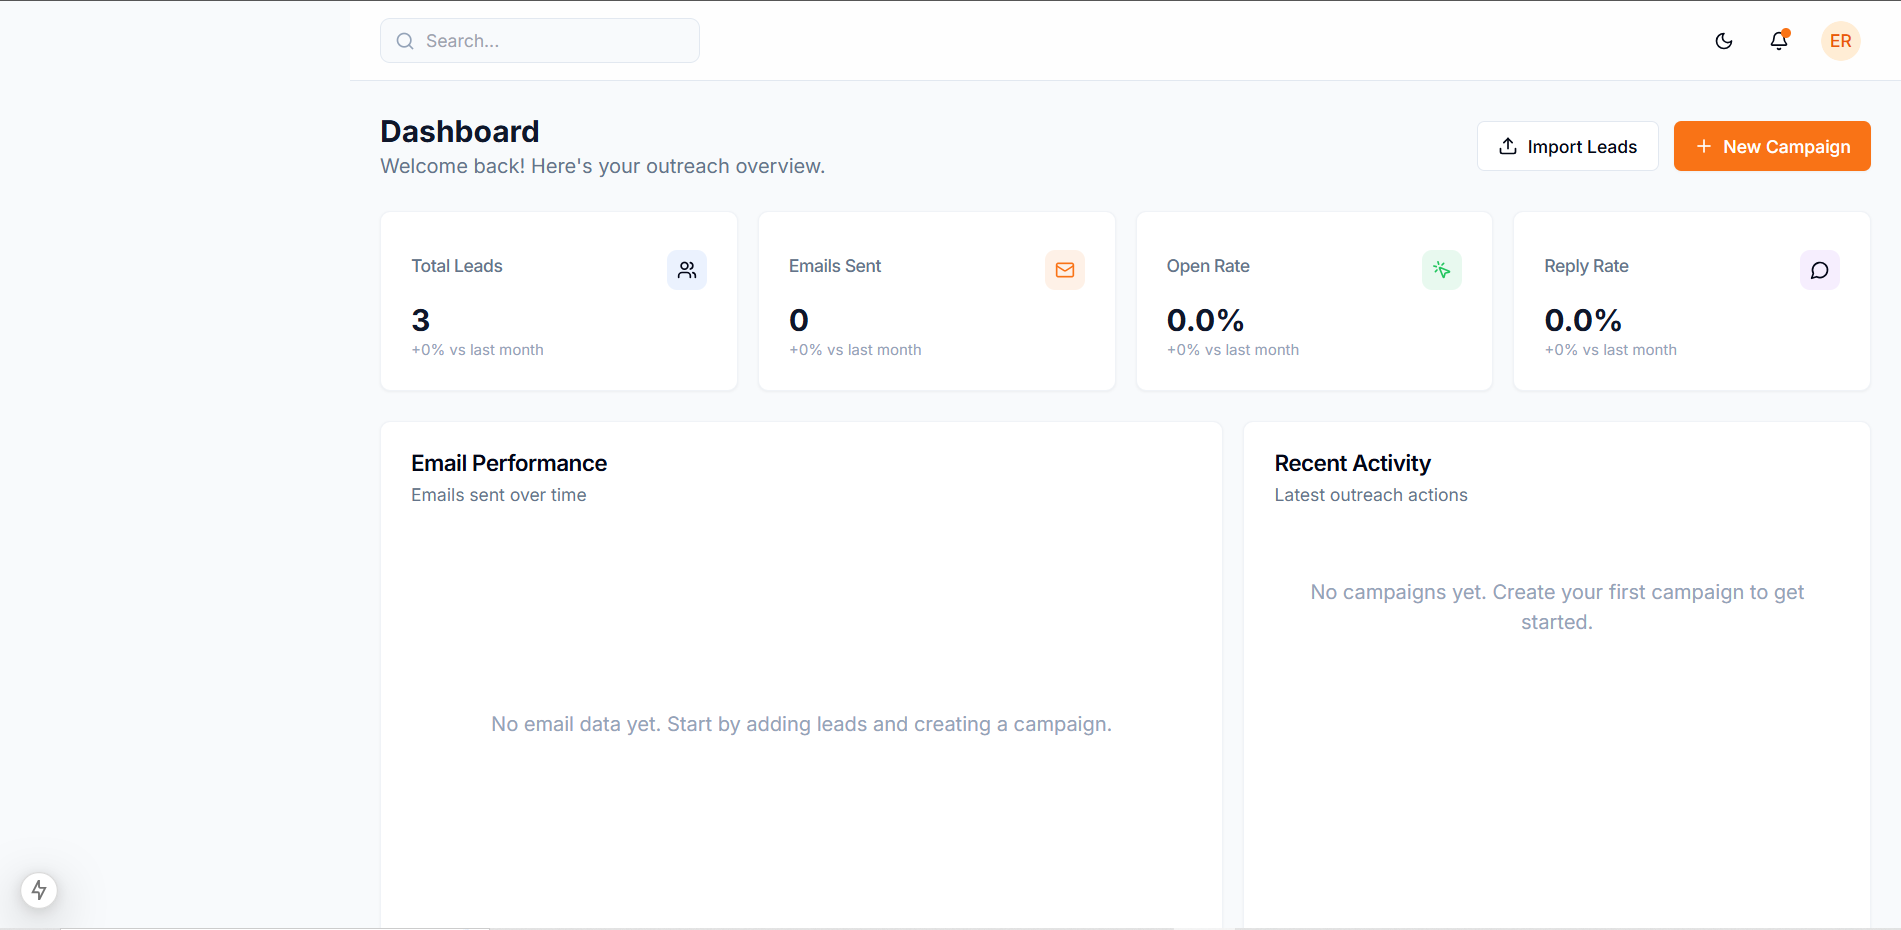 Search...
ER
Dashboard
Welcome back! Here's your outreach overview.
Import Leads
New Campaign
Total Leads
3
+0% vs last month
Emails Sent
0
+0% vs last month
Open Rate
0.0%
+0% vs last month
Reply Rate
0.0%
+0% vs last month
Email Performance
Emails sent over time
No email data yet. Start by adding leads and creating a campaign.
Recent Activity
Latest outreach actions
No campaigns yet. Create your first campaign to get
started.